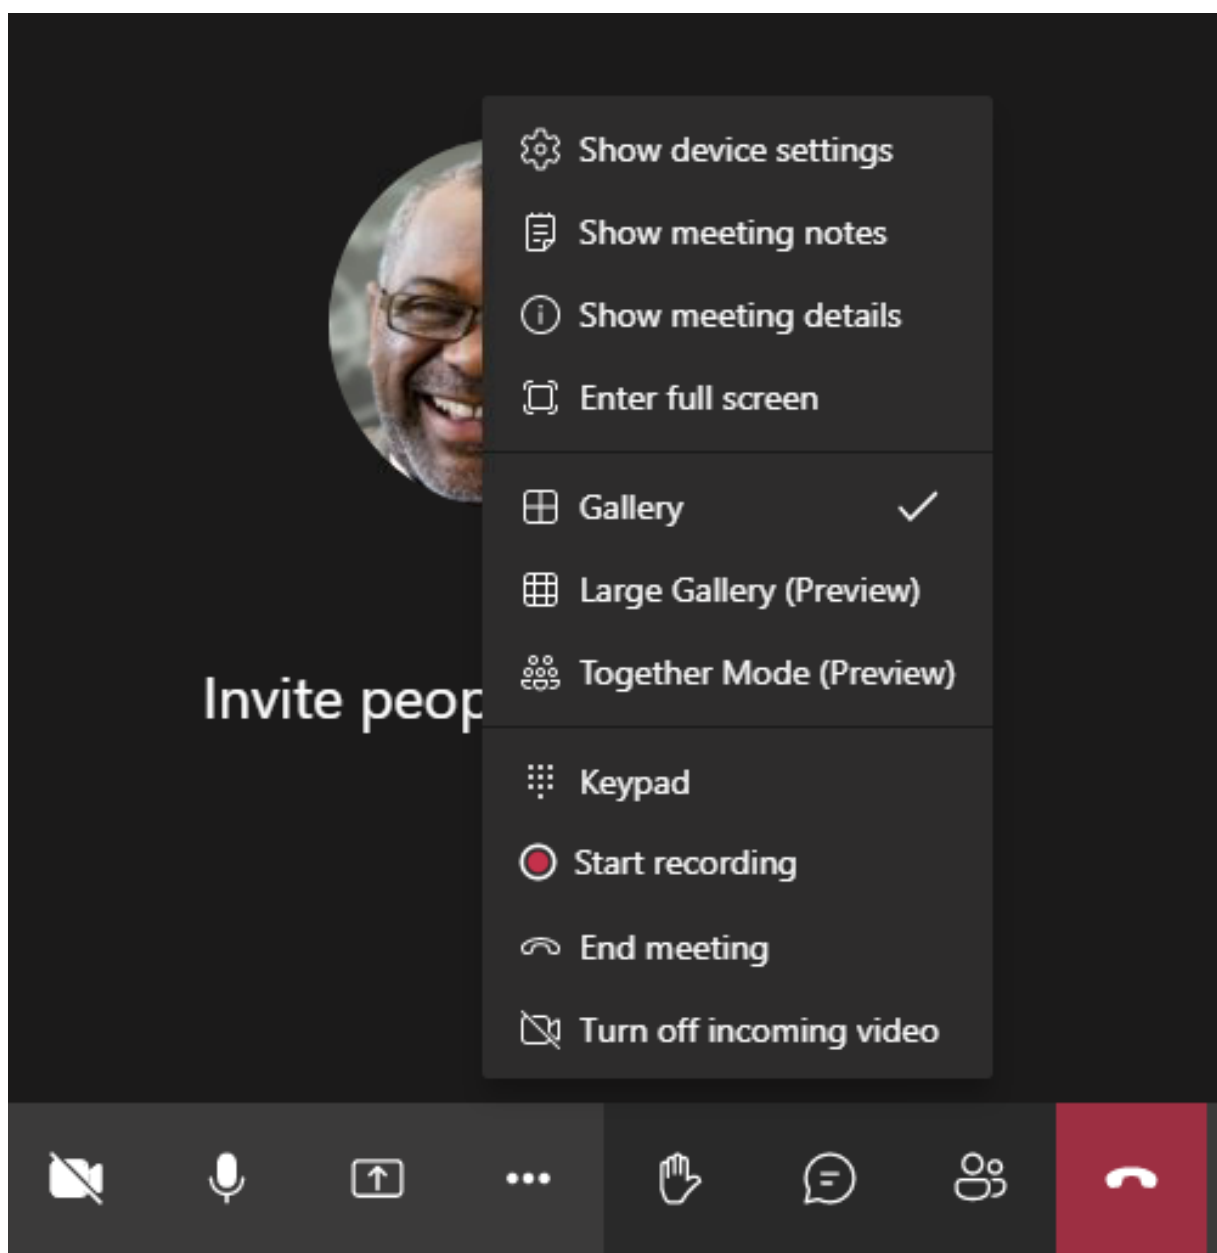 Show device settings
Show meeting notes
Show meeting details
Enter full screen
Gallery
Large Gallery (Preview)
Together Mode (Preview)
Invite peop
Keypad
Start recording
End meeting
Turn off incoming video